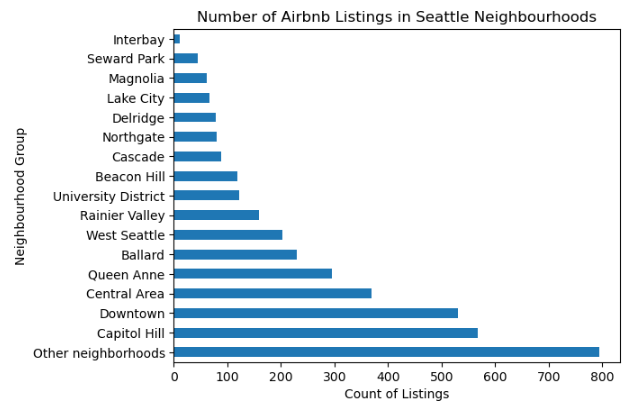 Number of Airbnb Listings in Seattle Neighbourhoods
Neighbourhood Group
Interbay
Seward Park
Magnolia
Lake City
Delridge
Northgate
Cascade
Beacon Hill
University District
Rainier Valley
West Seattle
Ballard
Queen Anne
Central Area
Downtown
Capitol Hill
Other neighborhoods
0 100 200 300 400 500 600 700 800
Count of Listings